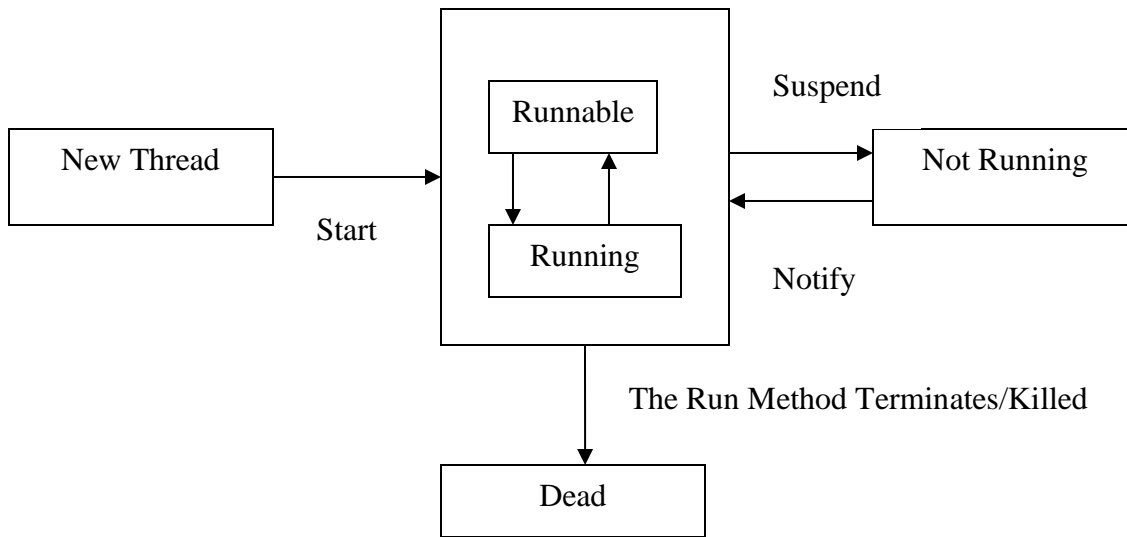 Suspend
Runnable
New Thread
Not Running
Start
Running
Notify
The Run Method Terminates/Killed
Dead